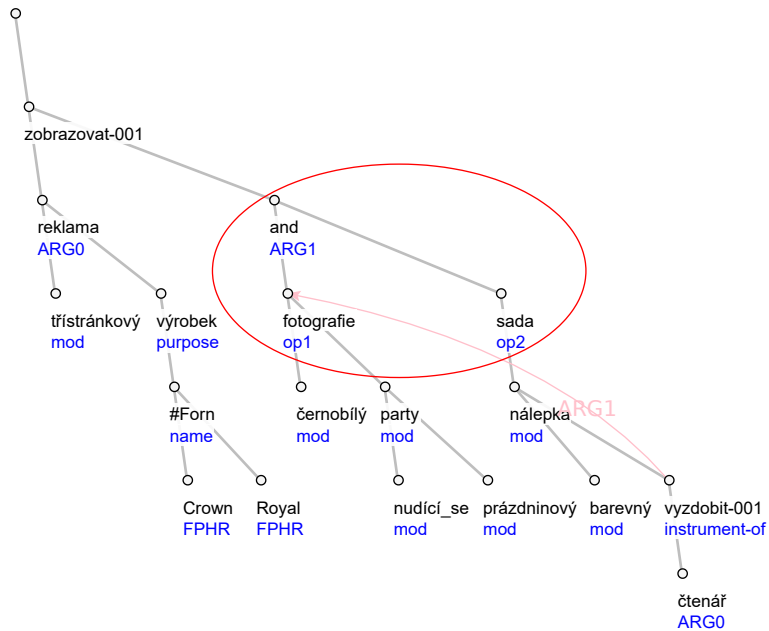 zobrazovat-001
reklama
ARG0
and
ARG1
třístránkový
mod
výrobek
purpose
fotografie
op1
sada
op2
#Forn
name
černobílý
mod
party
mod
nálepka
mod
ARG1
Crown
FPHR
Royal
FPHR
nudící_se
mod
prázdninový
mod
barevný
mod
vyzdobit-001
instrument-of
čtenář
ARG0